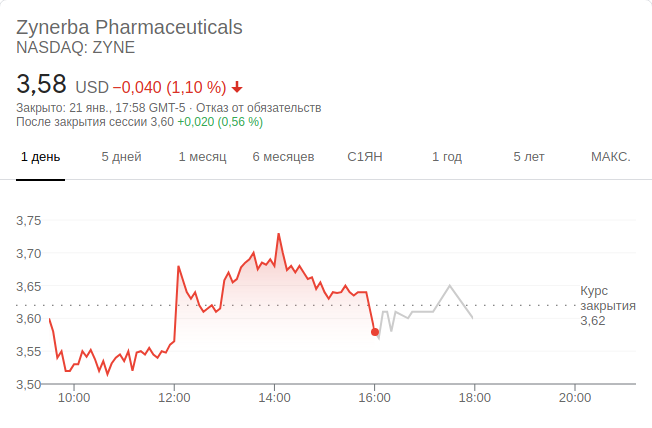 Zynerba Pharmaceuticals
NASDAQ: ZYNE
3,58 USD −0,040 (1,10 %)
Закрыто: 21 янв., 17:58 GMT-5 · Отказ от обязательств
После закрытия сессии 3,60 +0,020 (0,56 %)
1 день 5 дней 1 месяц 6 месяцев С1ЯН 1 год 5 лет МАКС.
3,75
3,70
3,65
3,60
3,55
3,50
Курс
закрытия
3,62
10:00 12:00 14:00 16:00 18:00 20:00